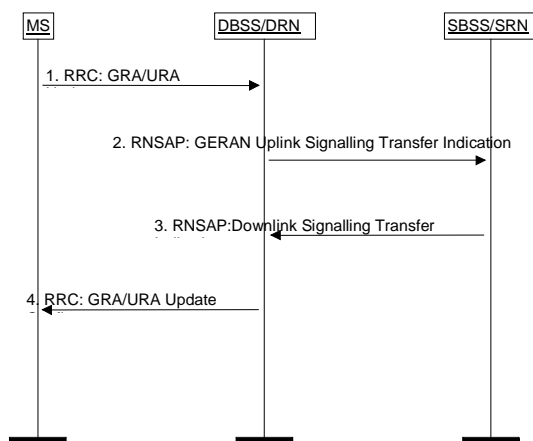 MS
DBSS/DRN
SBSS/SRN
1. RRC: GRA/URA
2. RNSAP: GERAN Uplink Signalling Transfer Indication
3. RNSAP:Downlink Signalling Transfer
4. RRC: GRA/URA Update